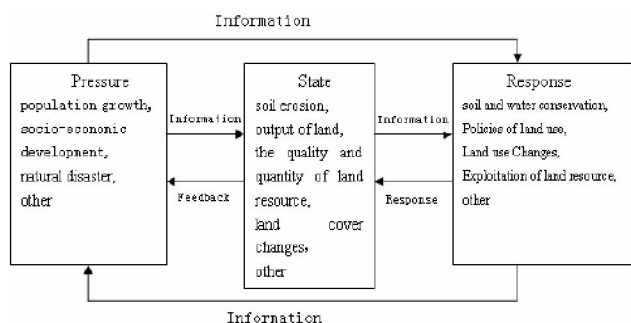 Information
Pressure
population growth,
socio-economic
development,
natural disaster,
other
Information
Feedback
State
soil erosion,
output of land,
the quality and
quantity of land
resource,
land cover
changes,
other
Information
Response
Response
soil and water conservation,
Policies of land use,
Land use Changes,
Exploitation of land resource,
other
Information